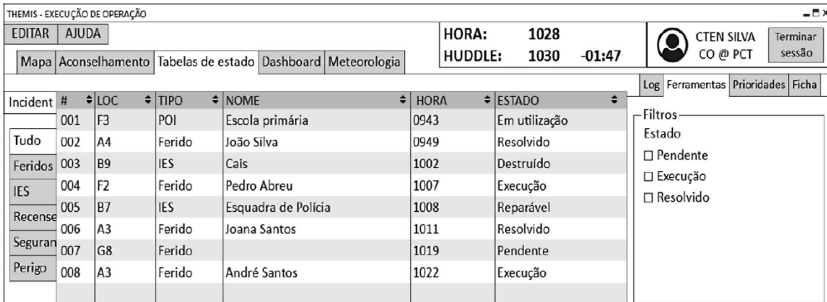 THEMIS - EXECUÇÃO DE OPERAÇÃO
EDITAR AJUDA
HORA: 1028
HUDDLE: 1030 -01:47
CTEN SILVA
CO @ PCT
Terminar
sessão
Mapa Aconselhamento Tabelas de estado Dashboard Meteorologia
Log Ferramentas Prioridades Ficha
Incident # LOC TIPO NOME HORA ESTADO
001 F3 POI Escola primária 0943 Em utilização
Tudo 002 A4 Ferido João Silva 0949 Resolvido
Feridos 003 B9 IES Cais 1002 Destruído
IES 004 F2 Ferido Pedro Abreu 1007 Execução
Recense 005 B7 IES Esquadra de Polícia 1008 Reparável
006 A3 Ferido Joana Santos 1011 Resolvido
Seguran 007 G8 Ferido 1019 Pendente
Perigo 008 A3 Ferido André Santos 1022 Execução
Filtros
Estado
Pendente
Execução
Resolvido